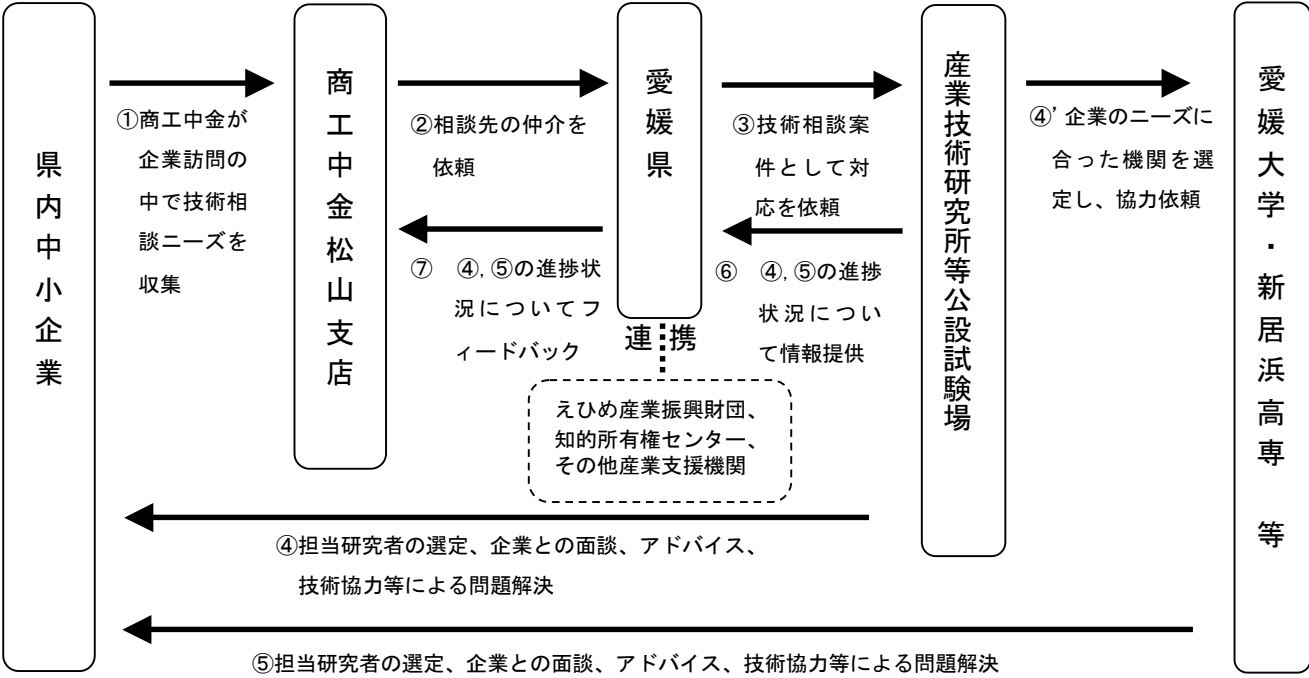 県内中小企業
①商工中金が
企業訪問の
中で技術相
談ニーズを
収集
商工中金松山支店
②相談先の仲介を
依頼
⑦ ④,⑤の進捗状
況についてフ
ィードバック
愛媛県
連携
えひめ産業振興財団、
知的所有権センター、
その他産業支援機関
③技術相談案
件として対
応を依頼
⑥ ④,⑤の進捗
状況につい
て情報提供
産業技術研究所等公設試験場
④’企業のニーズに
合った機関を選
定し、協力依頼
愛媛大学・新居浜高専 等
④担当研究者の選定、企業との面談、アドバイス、
技術協力等による問題解決
⑤担当研究者の選定、企業との面談、アドバイス、技術協力等による問題解決